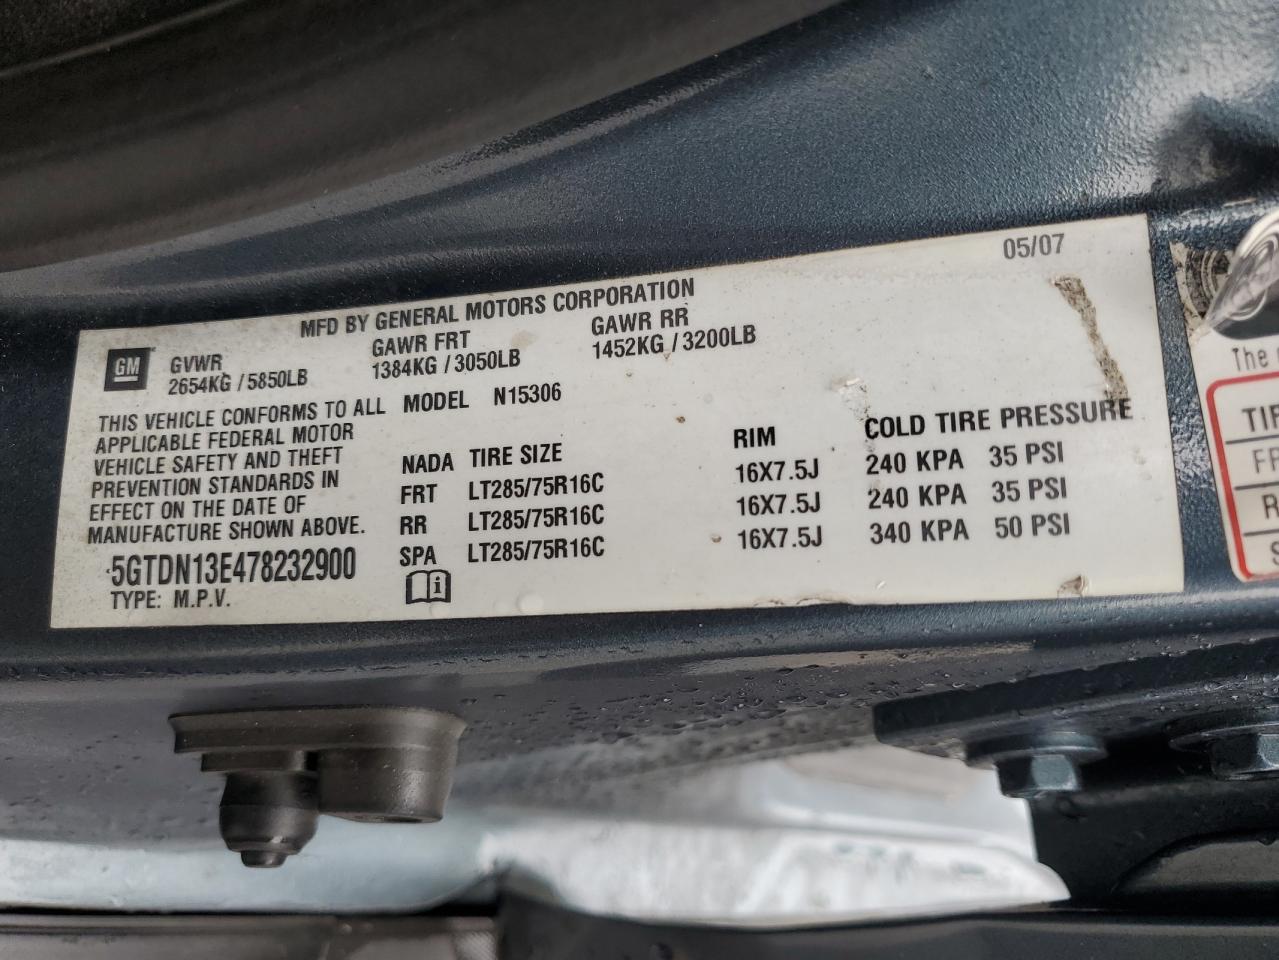 05/07
MFD BY GENERAL MOTORS CORPORATION
GM
GVWR GAWR FRT GAWR RR
2654KG / 5850LB 1384KG / 3050LB 1452KG / 3200LB
THIS VEHICLE CONFORMS TO ALL
APPLICABLE FEDERAL MOTOR
VEHICLE SAFETY AND THEFT
PREVENTION STANDARDS IN
EFFECT ON THE DATE OF
MANUFACTURE SHOWN ABOVE.
5GTDN13E478232900
TYPE: M.P.V.
MODEL N15306
NADA TIRE SIZE RIM COLD TIRE PRESSURE
FRT LT285/75R16C 16X7.5J 240 KPA 35 PSI
RR LT285/75R16C 16X7.5J 240 KPA 35 PSI
SPA LT285/75R16C 16X7.5J 340 KPA 50 PSI
i
The